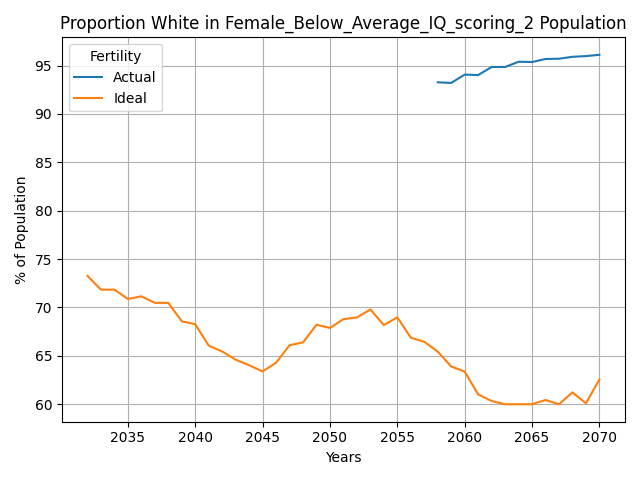 Proportion White in Female_Below_Average_IQ_scoring_2 Population
Fertility
Actual
Ideal
% of Population
95
90
85
80
75
70
65
60
2035
2040
2045
2050
2055
2060
2065
2070
Years